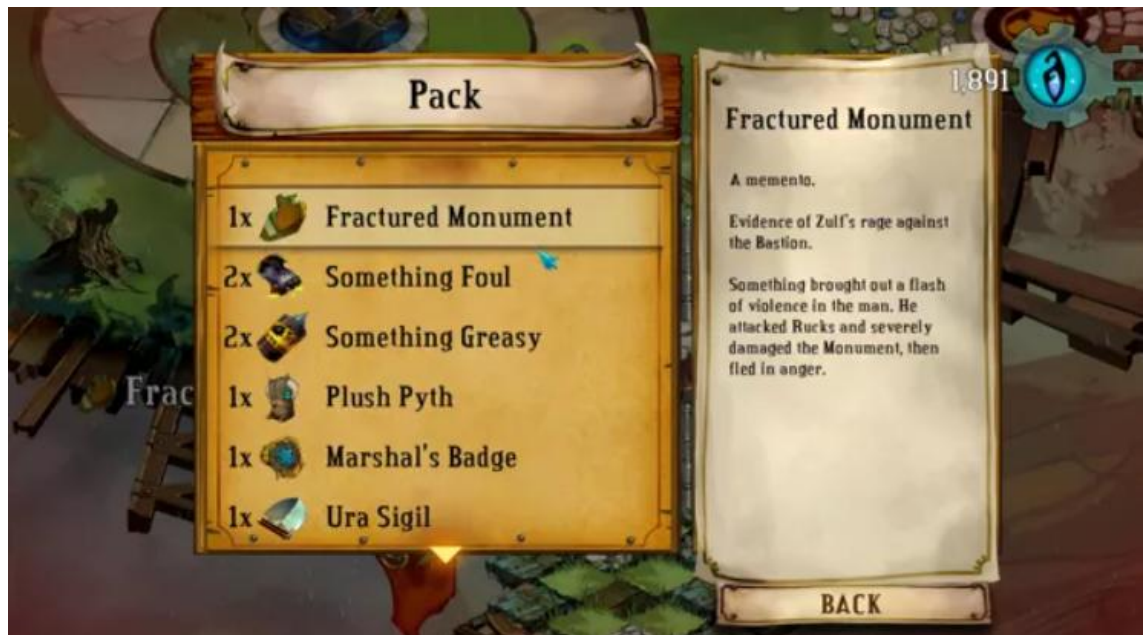 Pack
1x Fractured Monument
2x Something Foul
2x Something Greasy
1x Plush Pyth
1x Marshal's Badge
1x Ura Sigil
Frac
1,891
Fractured Monument
A memento.
Evidence of Zulf's rage against
the Bastion.
Something brought out a flash
of violence in the man. He
attacked Rucks and severely
damaged the Monument, then
fled in anger.
BACK